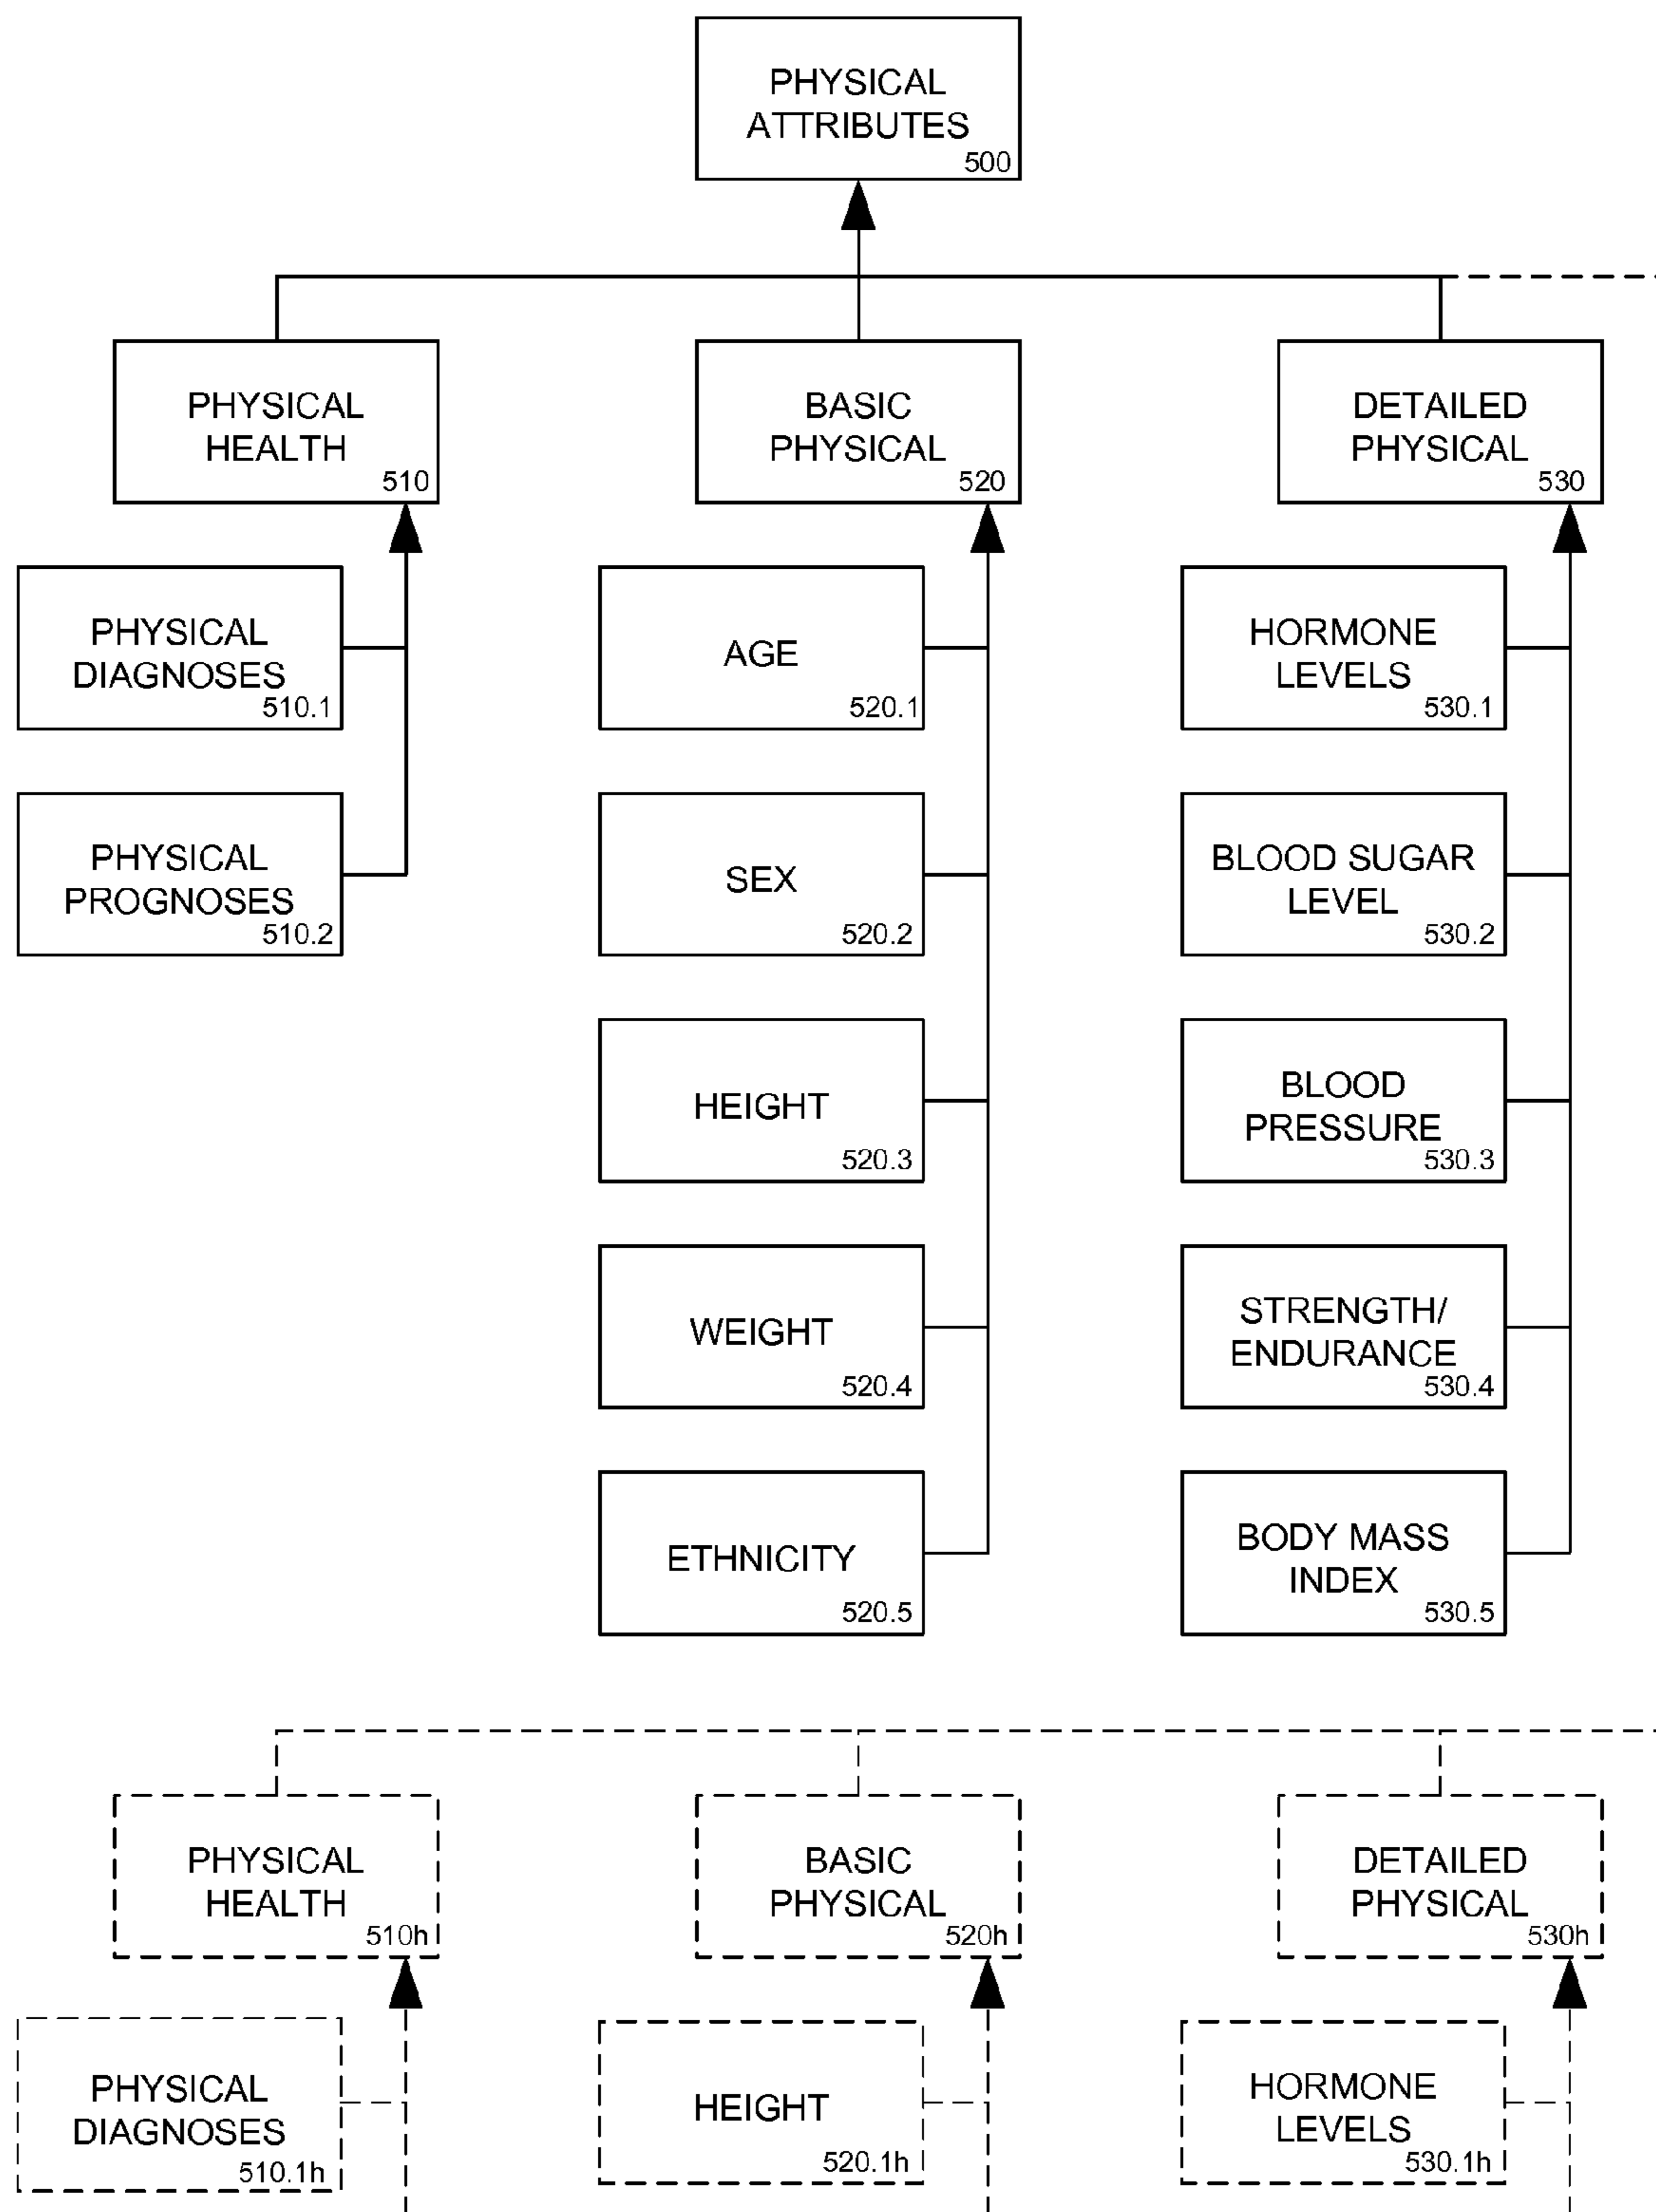 PHYSICAL
ATTRIBUTES
500
PHYSICAL
HEALTH
510
BASIC
PHYSICAL
520
DETAILED
PHYSICAL
530
PHYSICAL
DIAGNOSES
510.1
AGE
520.1
HORMONE
LEVELS
530.1
PHYSICAL
PROGNOSES
510.2
SEX
520.2
BLOOD SUGAR
LEVEL
530.2
HEIGHT
520.3
BLOOD
PRESSURE
530.3
WEIGHT
520.4
STRENGTH/
ENDURANCE
530.4
ETHNICITY
520.5
BODY MASS
INDEX
530.5
PHYSICAL
HEALTH
510h
BASIC
PHYSICAL
520h
DETAILED
PHYSICAL
530h
PHYSICAL
DIAGNOSES
510.1h
HEIGHT
520.1h
HORMONE
LEVELS
530.1h